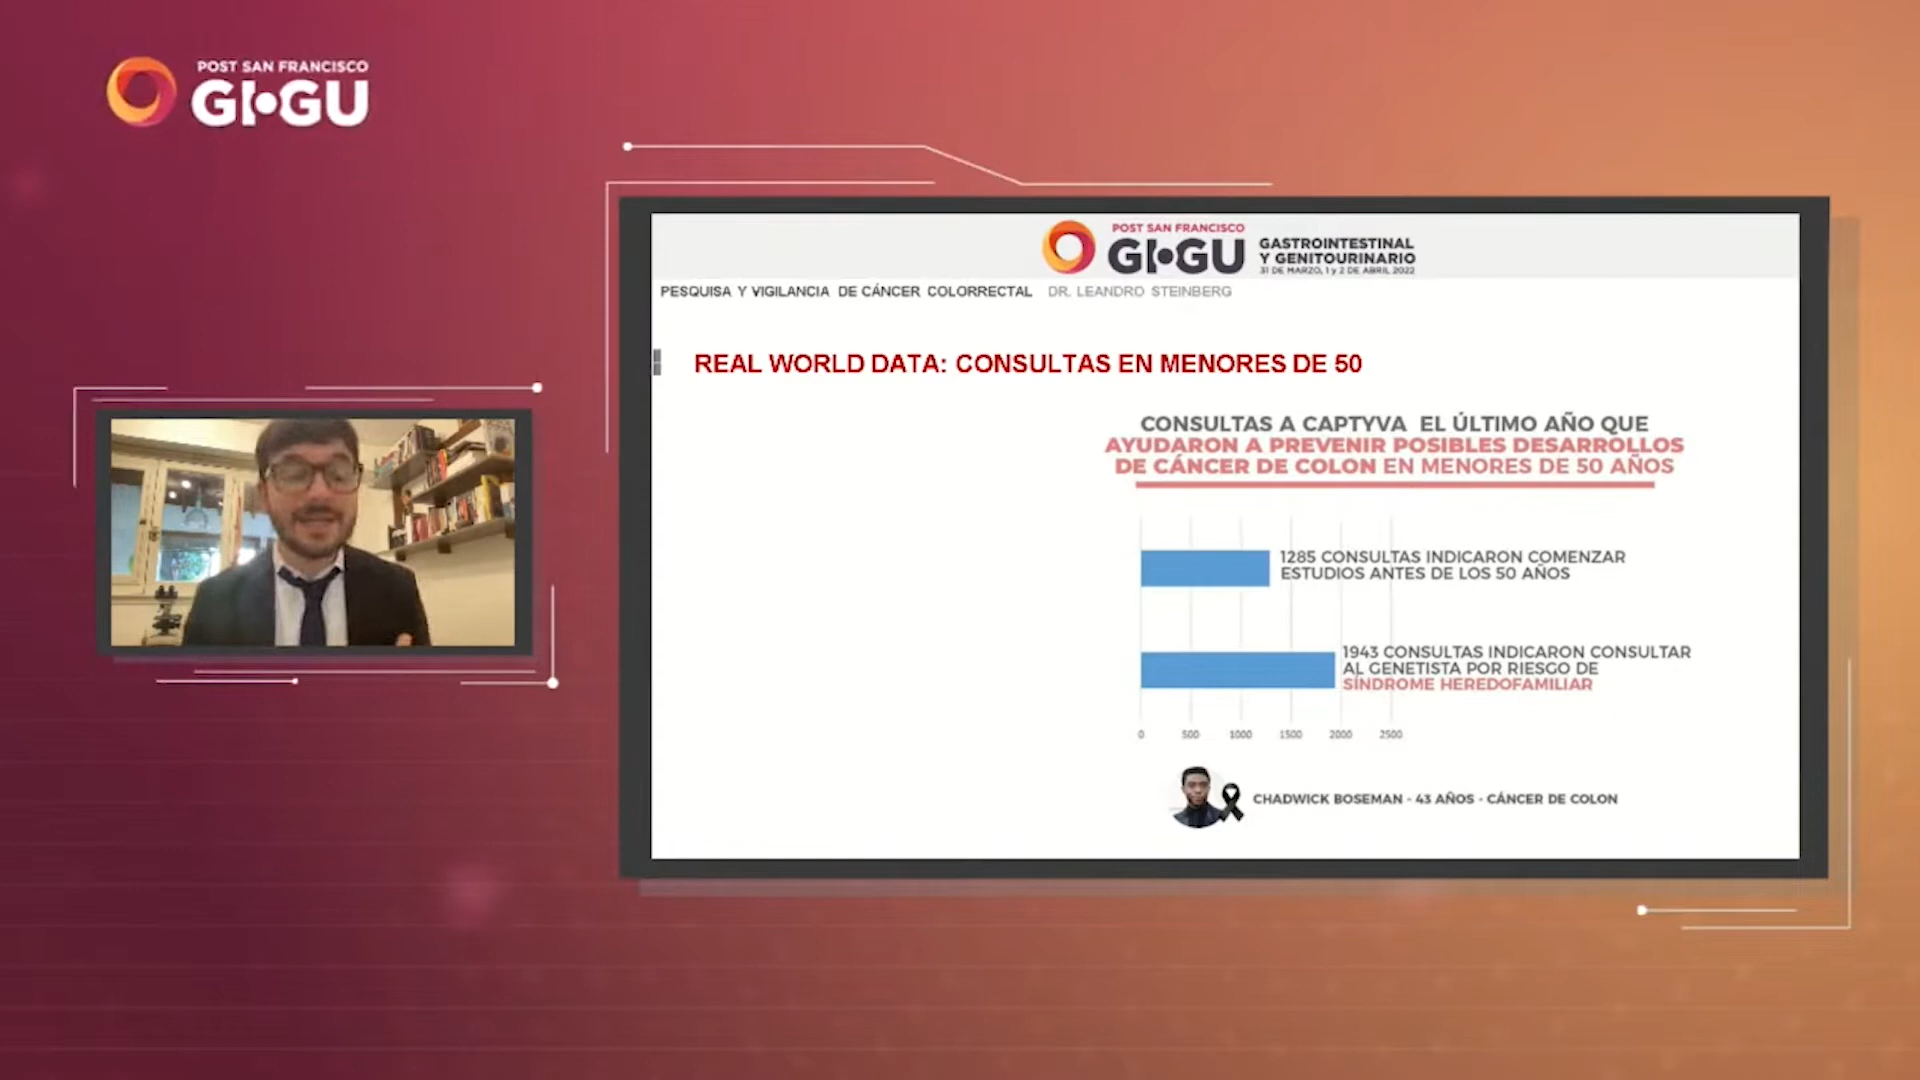 POST SAN FRANCISCO
GI•GU
POST SAN FRANCISCO
GI•GU
GASTROINTESTINAL
Y GENITOURINARIO
31 DE MARZO, 1 y 2 DE ABRIL 2022
PESQUISA Y VIGILANCIA DE CÁNCER COLORRECTAL DR. LEANDRO STEINBERG
REAL WORLD DATA: CONSULTAS EN MENORES DE 50
CONSULTAS A CAPTYVA EL ÚLTIMO AÑO QUE
AYUDARON A PREVENIR POSIBLES DESARROLLOS
DE CÁNCER DE COLON EN MENORES DE 50 AÑOS
1285 CONSULTAS INDICARON COMENZAR
ESTUDIOS ANTES DE LOS 50 AÑOS
1943 CONSULTAS INDICARON CONSULTAR
AL GENETISTA POR RIESGO DE
SÍNDROME HEREDOFAMILIAR
0 500 1000 1500 2000 2500
CHADWICK BOSEMAN - 43 AÑOS - CÁNCER DE COLON